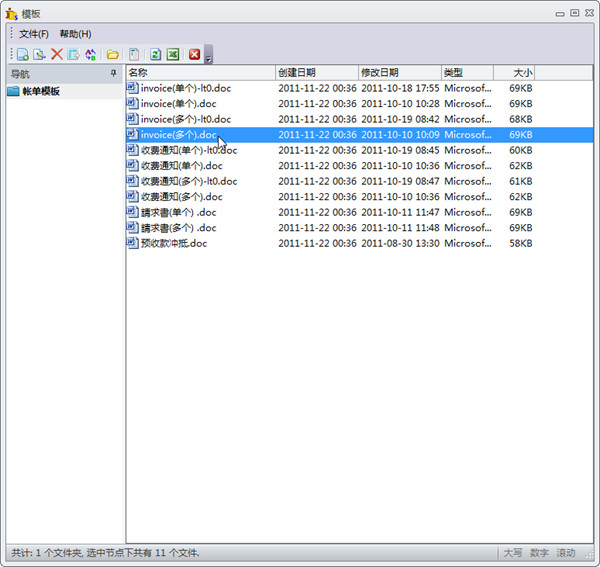 模板
文件(F) 帮助(H)
导航
帐单模板
名称 创建日期 修改日期 类型 大小
invoice(单个)-lt0.doc 2011-11-22 00:36 2011-10-18 17:55 Microsof... 69KB
invoice(单个).doc 2011-11-22 00:36 2011-10-10 10:28 Microsof... 69KB
invoice(多个)-lt0.doc 2011-11-22 00:36 2011-10-19 08:42 Microsof... 68KB
invoice(多个).doc 2011-11-22 00:36 2011-10-10 10:09 Microsof... 69KB
收费通知(单个)-lt0.doc 2011-11-22 00:36 2011-10-19 08:45 Microsof... 60KB
收费通知(单个).doc 2011-11-22 00:36 2011-10-10 10:36 Microsof... 62KB
收费通知(多个)-lt0.doc 2011-11-22 00:36 2011-10-19 08:47 Microsof... 61KB
收费通知(多个).doc 2011-11-22 00:36 2011-10-10 10:36 Microsof... 62KB
請求書(单个) .doc 2011-11-22 00:36 2011-10-11 11:47 Microsof... 69KB
請求書(多个) .doc 2011-11-22 00:36 2011-10-11 11:48 Microsof... 69KB
预收款冲抵.doc 2011-11-22 00:36 2011-08-30 13:30 Microsof... 58KB
共计: 1 个文件夹, 选中节点下共有 11 个文件. 大写 数字 滚动